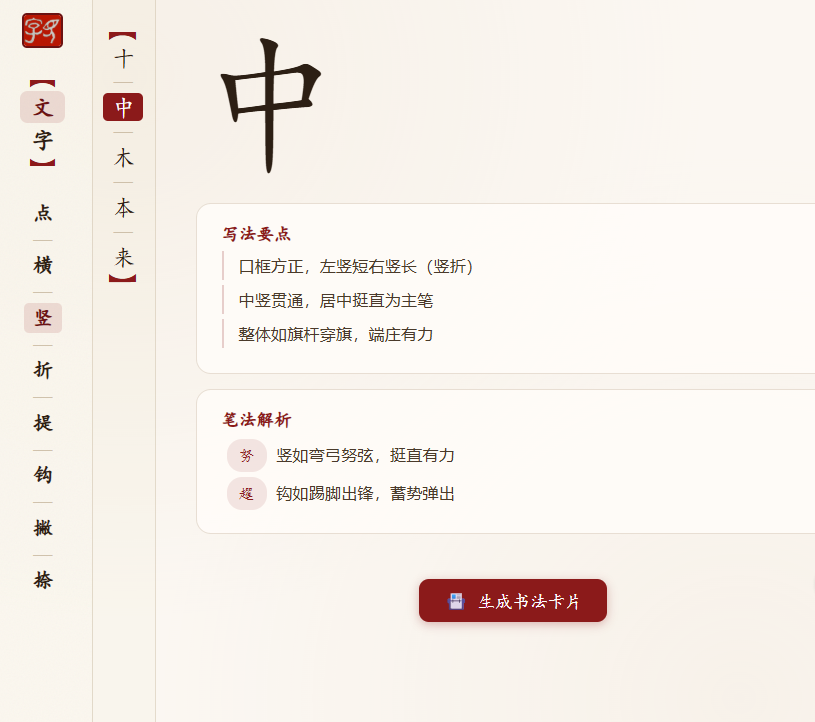 文
字
点
横
竖
折
提
钩
撇
捺
十
中
木
本
来
中
写法要点
口框方正，左竖短右竖长（竖折）
中竖贯通，居中挺直为主笔
整体如旗杆穿旗，端庄有力
笔法解析
努 竖如弯弓努弦，挺直有力
趯 钩如踢脚出锋，蓄势弹出
生成书法卡片